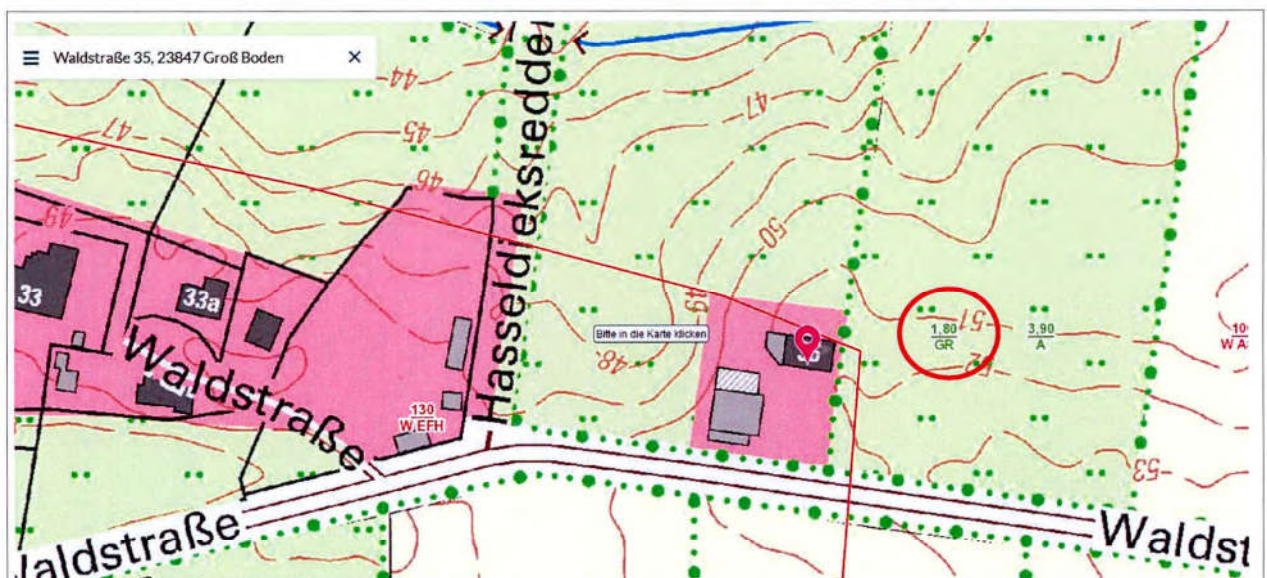 ☰ Waldstraße 35, 23847 Groß Boden ✕
44
45
46
47
47
49
33
33a
Waldstraße
130
W EFH
Hasseldieksredder
Bitte in die Karte klicken
48
49
50
51
52
53
1,80
GR
3,90
A
Waldstraße
Waldst